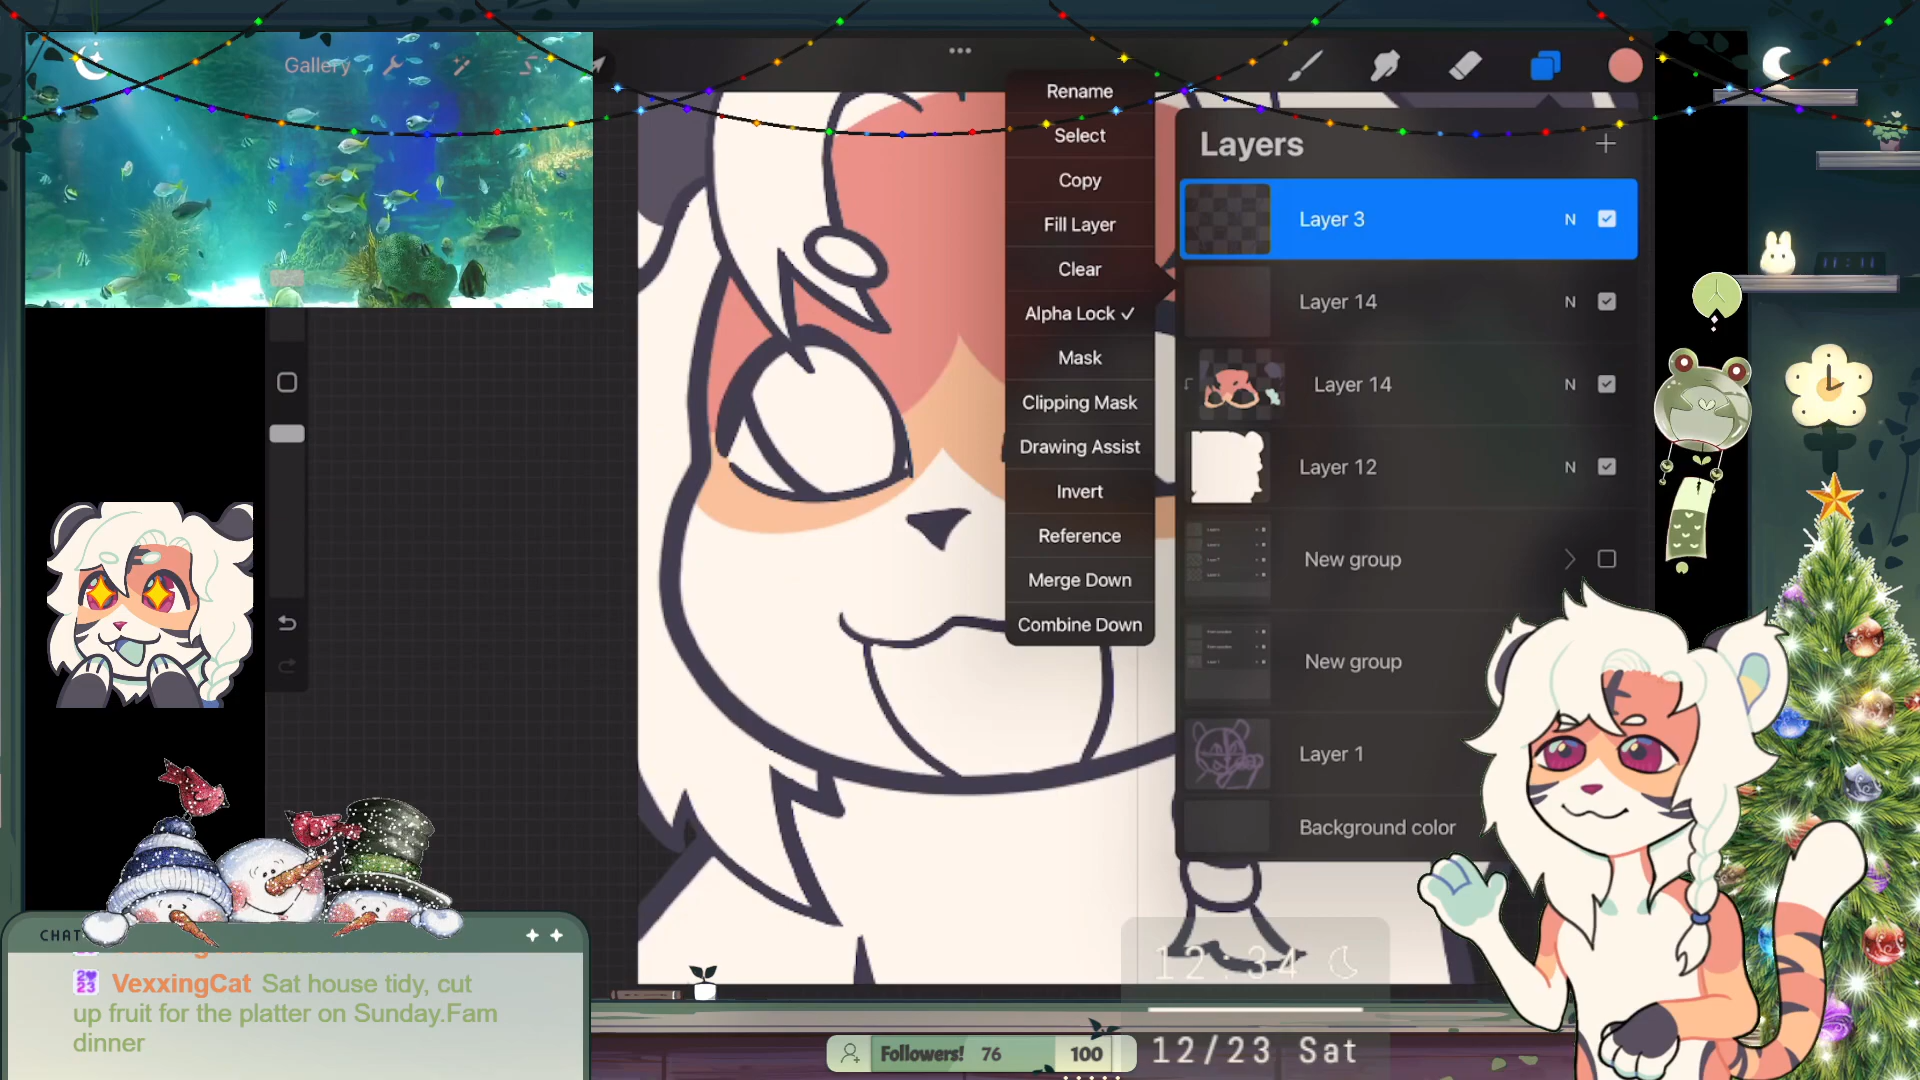 Gallery
Rename
Select
Copy
Fill Layer
Clear
Alpha Lock ✓
Mask
Clipping Mask
Drawing Assist
Invert
Reference
Merge Down
Combine Down
Layers
Layer 3 N
Layer 14 N
Layer 14 N
Layer 12 N
New group
New group
Layer 1
Background color
11:11
CHAT
VexxingCat Sat house tidy, cut
up fruit for the platter on Sunday.Fam
dinner
Followers! 76 100
12:34
12/23 Sat